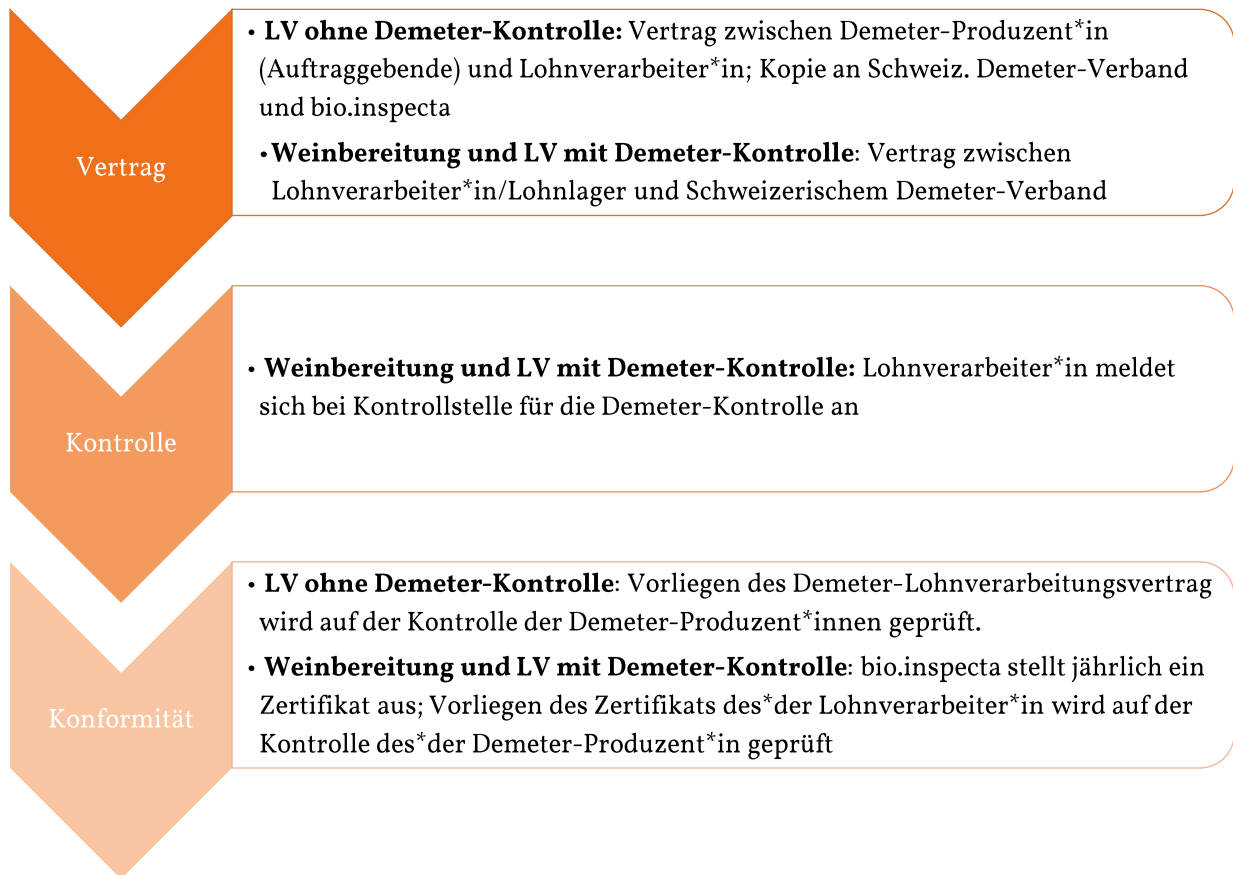 Vertrag
• LV ohne Demeter-Kontrolle: Vertrag zwischen Demeter-Produzent*in
(Auftraggebende) und Lohnverarbeiter*in; Kopie an Schweiz. Demeter-Verband
und bio.inspecta
•Weinbereitung und LV mit Demeter-Kontrolle: Vertrag zwischen
Lohnverarbeiter*in/Lohnlager und Schweizerischem Demeter-Verband
Kontrolle
• Weinbereitung und LV mit Demeter-Kontrolle: Lohnverarbeiter*in meldet
sich bei Kontrollstelle für die Demeter-Kontrolle an
Konformität
• LV ohne Demeter-Kontrolle: Vorliegen des Demeter-Lohnverarbeitungsvertrag
wird auf der Kontrolle der Demeter-Produzent*innen geprüft.
• Weinbereitung und LV mit Demeter-Kontrolle: bio.inspecta stellt jährlich ein
Zertifikat aus; Vorliegen des Zertifikats des*der Lohnverarbeiter*in wird auf der
Kontrolle des*der Demeter-Produzent*in geprüft